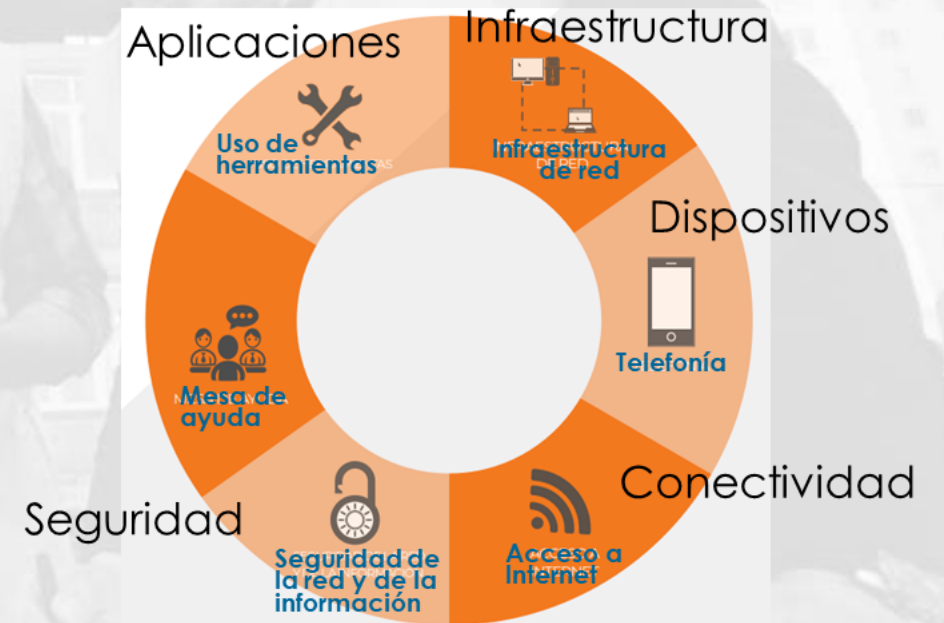 Aplicaciones
Infraestructura
Uso de
herramientas
Infraestructura
de red
Dispositivos
Telefonía
Mesa de
ayuda
Conectividad
Seguridad
Seguridad de
la red y de la
información
Acceso a
Internet